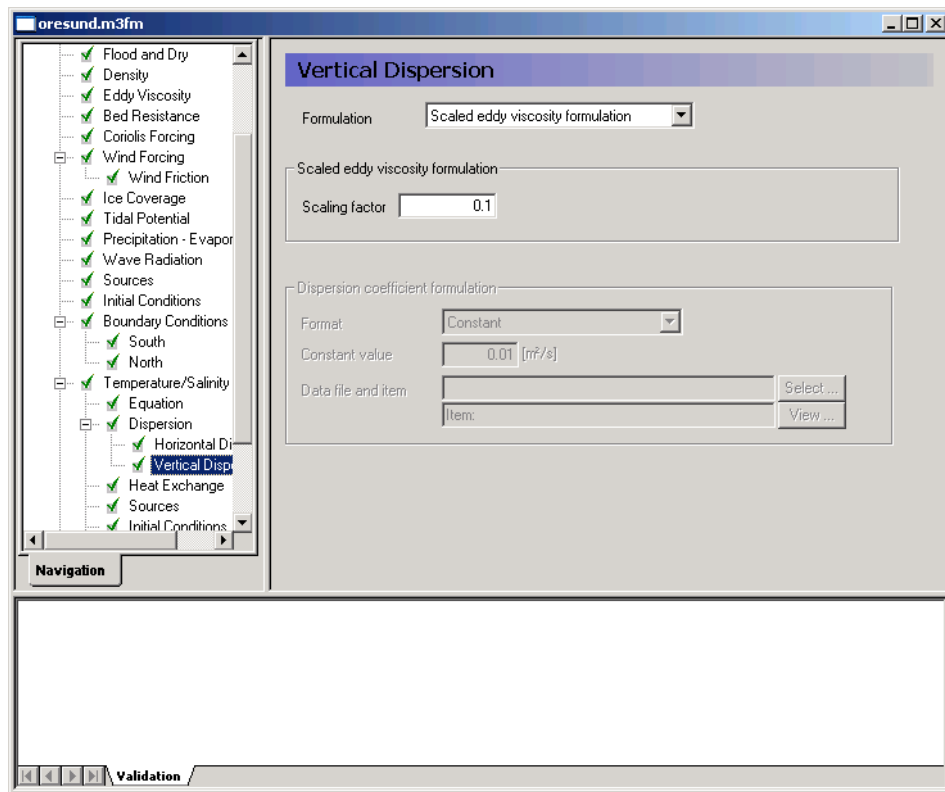 oresund.m3fm
Flood and Dry
Density
Eddy Viscosity
Bed Resistance
Coriolis Forcing
Wind Forcing
Wind Friction
Ice Coverage
Tidal Potential
Precipitation - Evapor
Wave Radiation
Sources
Initial Conditions
Boundary Conditions
South
North
Temperature/Salinity
Equation
Dispersion
Horizontal Di
Vertical Disp
Heat Exchange
Sources
Initial Conditions
Navigation
Vertical Dispersion
Formulation Scaled eddy viscosity formulation
Scaled eddy viscosity formulation
Scaling factor 0.1
Dispersion coefficient formulation
Format Constant
Constant value 0.01 [m²/s]
Data file and item Select ...
Item: View ...
Validation